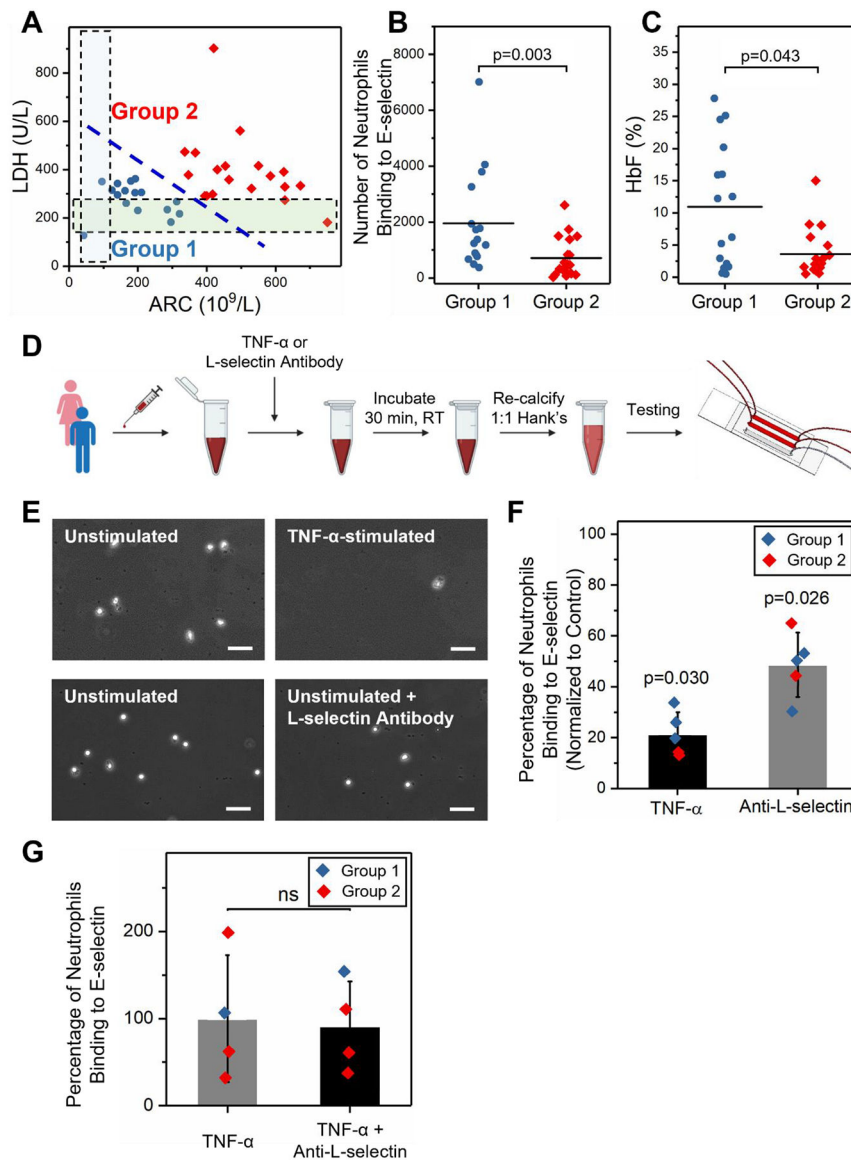 A
LDH (U/L)
800
600
400
200
0
Group 2
Group 1
0
200
400
600
ARC (10⁹/L)
B
Number of Neutrophils
Binding to E-selectin
8000
6000
4000
2000
0
p=0.003
Group 1
Group 2
C
HbF (%)
35
30
25
20
15
10
5
0
p=0.043
Group 1
Group 2
D
TNF-α or
L-selectin Antibody
Incubate
30 min, RT
Re-calcify
1:1 Hank's
Testing
E
Unstimulated
TNF-α-stimulated
Unstimulated
Unstimulated +
L-selectin Antibody
F
Percentage of Neutrophils
Binding to E-selectin
(Normalized to Control)
100
80
60
40
20
0
Group 1
Group 2
p=0.030
p=0.026
TNF-α
Anti-L-selectin
G
Percentage of Neutrophils
Binding to E-selectin
200
100
0
Group 1
Group 2
ns
TNF-α
TNF-α +
Anti-L-selectin